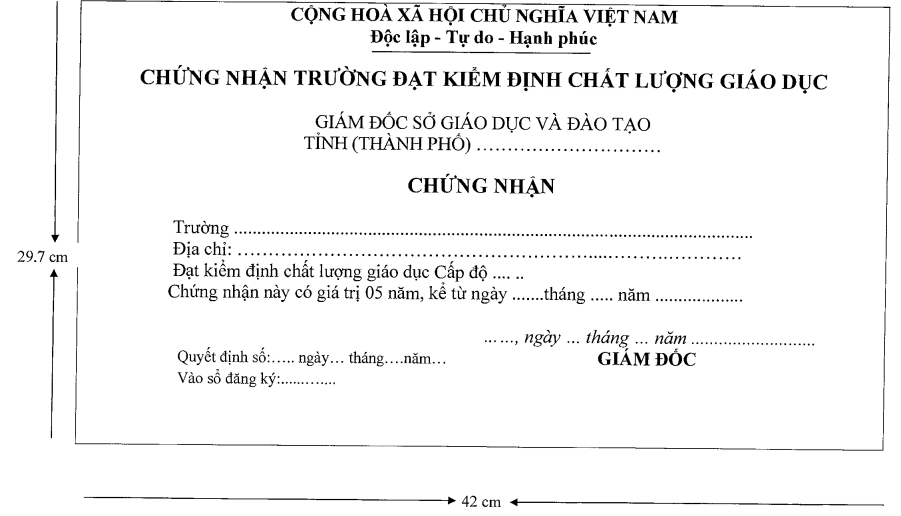 CỘNG HOÀ XÃ HỘI CHỦ NGHĨA VIỆT NAM
Độc lập - Tự do - Hạnh phúc
CHỨNG NHẬN TRƯỜNG ĐẠT KIỂM ĐỊNH CHẤT LƯỢNG GIÁO DỤC
GIÁM ĐỐC SỞ GIÁO DỤC VÀ ĐÀO TẠO
TỈNH (THÀNH PHỐ) …………………………
CHỨNG NHẬN
Trường ..............................................................................................................
Địa chỉ: …………………………………………………....…………………
Đạt kiểm định chất lượng giáo dục Cấp độ .... ..
Chứng nhận này có giá trị 05 năm, kể từ ngày .......tháng ..... năm ...................
29.7 cm
... ..., ngày ... tháng ... năm ..........................
Quyết định số:….. ngày… tháng….năm…
GIÁM ĐỐC
Vào sổ đăng ký:......…....
42 cm